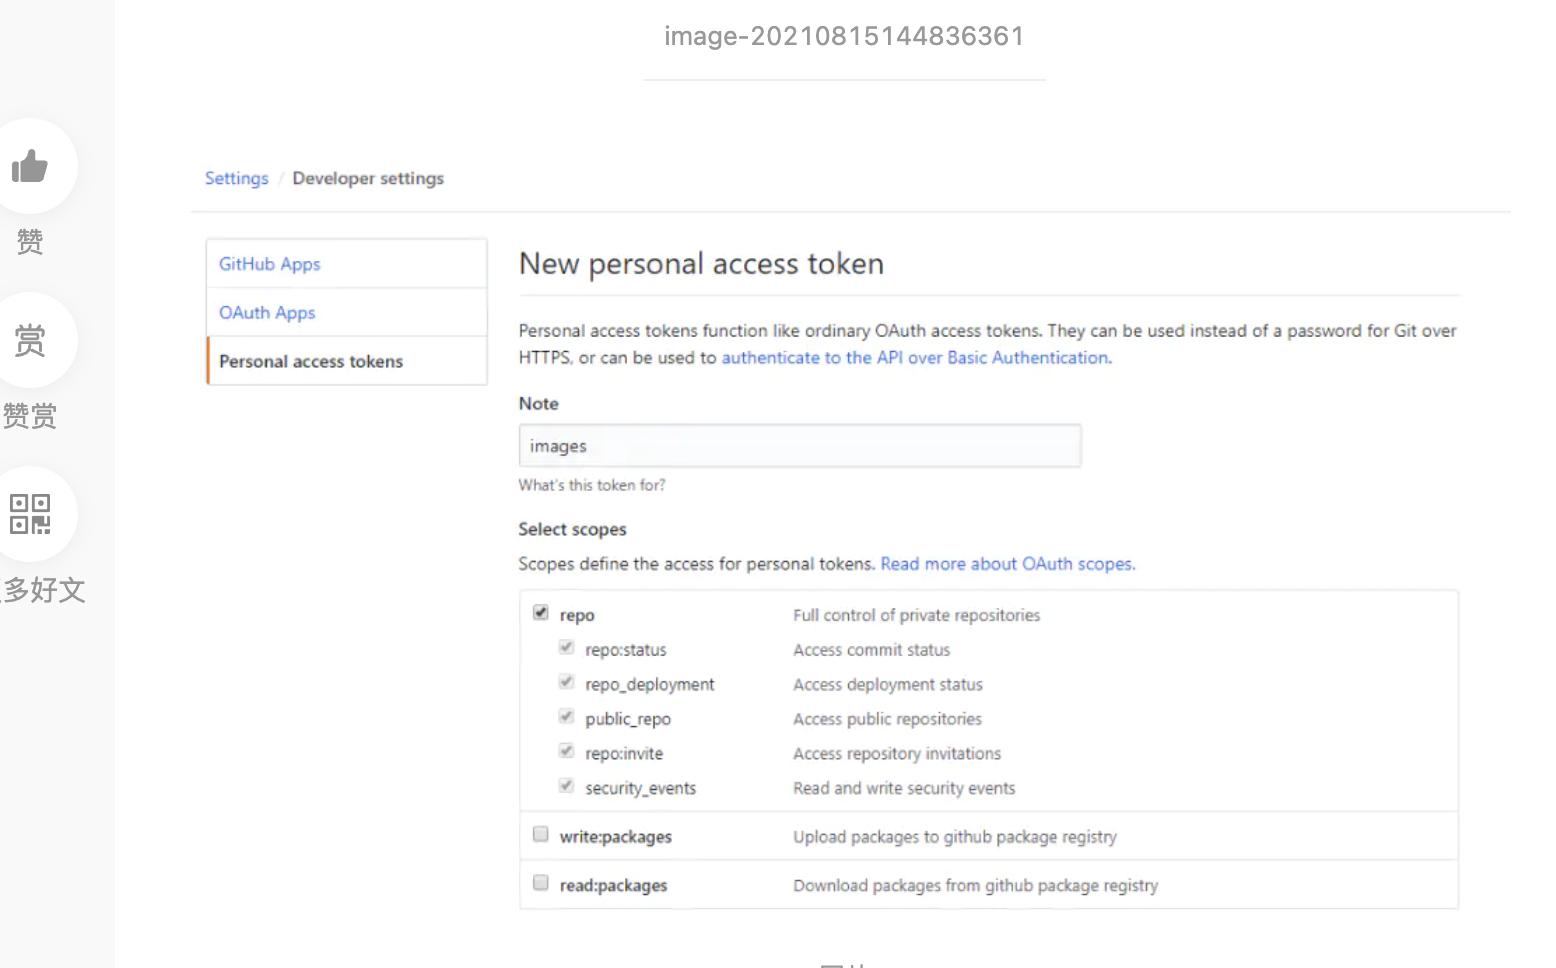 image-20210815144836361
Settings / Developer settings
赞
GitHub Apps
OAuth Apps
Personal access tokens
赏
赞赏
多好文
New personal access token
Personal access tokens function like ordinary OAuth access tokens. They can be used instead of a password for Git over
HTTPS, or can be used to authenticate to the API over Basic Authentication.
Note
images
What's this token for?
Select scopes
Scopes define the access for personal tokens. Read more about OAuth scopes.
repo Full control of private repositories
repo:status Access commit status
repo_deployment Access deployment status
public_repo Access public repositories
repo:invite Access repository invitations
security_events Read and write security events
write:packages Upload packages to github package registry
read:packages Download packages from github package registry